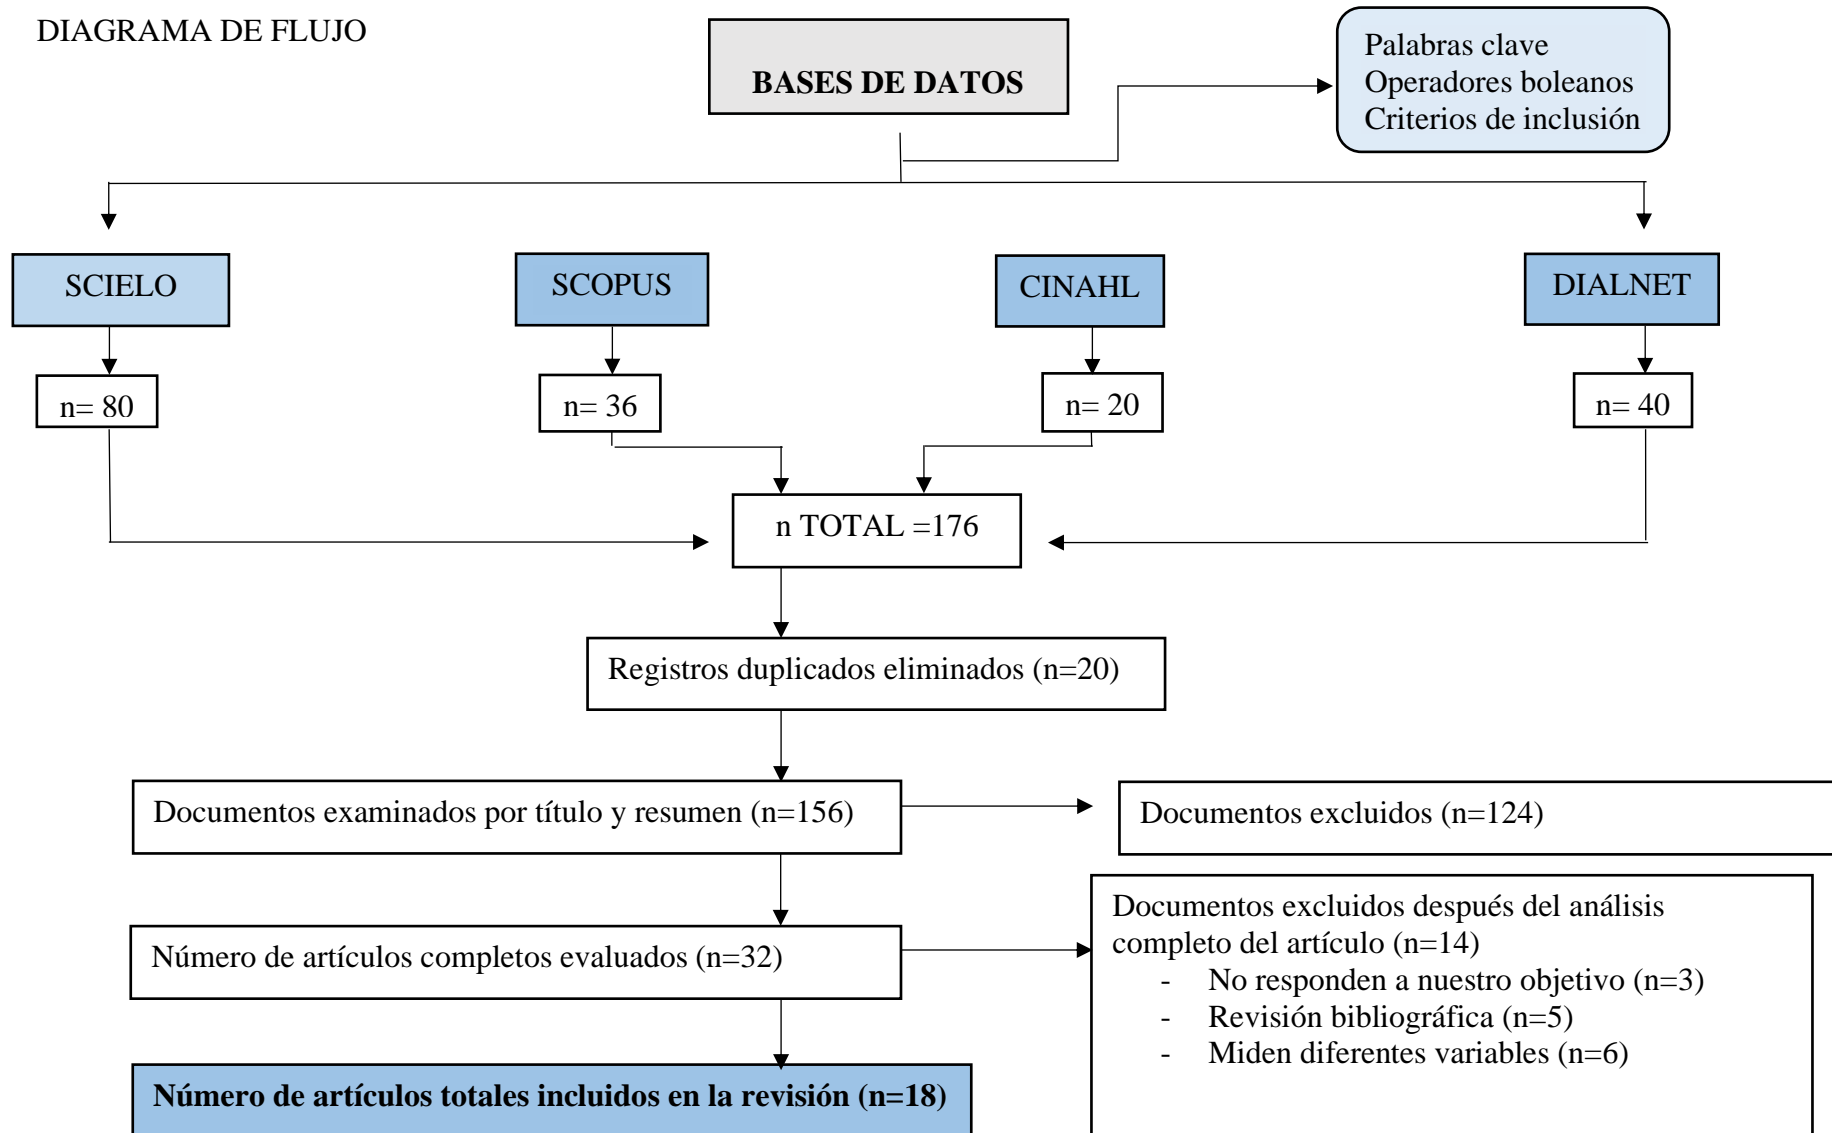 DIAGRAMA DE FLUJO
BASES DE DATOS
Palabras clave
Operadores boleanos
Criterios de inclusión
SCIELO
SCOPUS
CINAHL
DIALNET
n= 80
n= 36
n= 20
n= 40
n TOTAL =176
Registros duplicados eliminados (n=20)
Documentos examinados por título y resumen (n=156)
Documentos excluidos (n=124)
Número de artículos completos evaluados (n=32)
Documentos excluidos después del análisis
completo del artículo (n=14)
- No responden a nuestro objetivo (n=3)
- Revisión bibliográfica (n=5)
- Miden diferentes variables (n=6)
Número de artículos totales incluidos en la revisión (n=18)